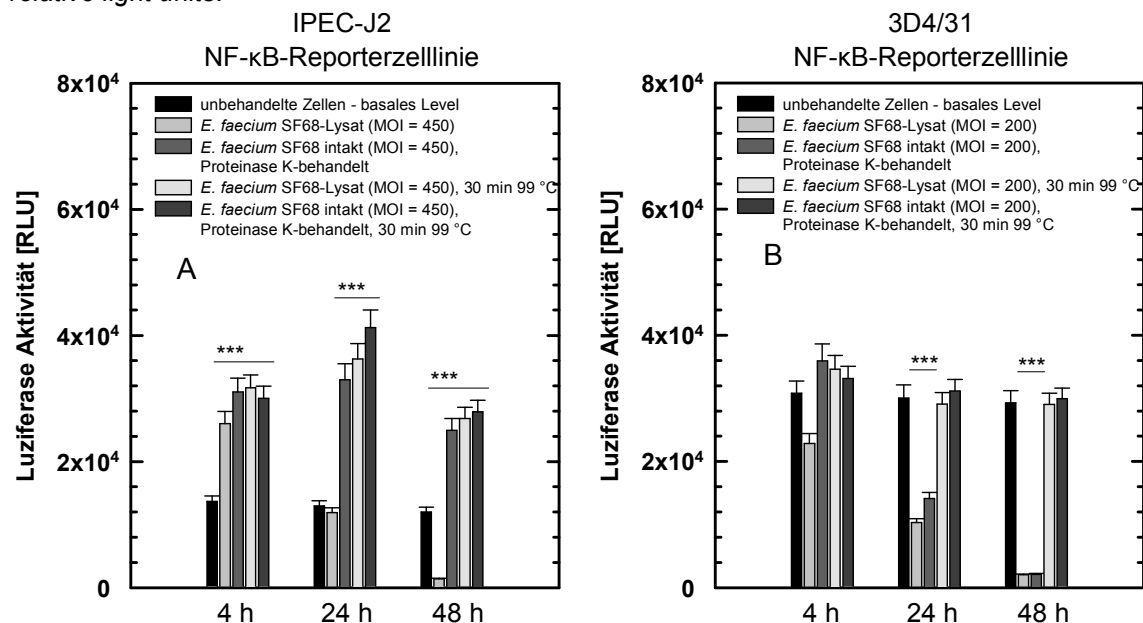 relative light units.
IPEC-J2
NF-κB-Reporterzelllinie
Luziferase Aktivität [RLU]
8x10⁴
6x10⁴
4x10⁴
2x10⁴
0
unbehandelte Zellen - basales Level
E. faecium SF68-Lysat (MOI = 450)
E. faecium SF68 intakt (MOI = 450),
Proteinase K-behandelt
E. faecium SF68-Lysat (MOI = 450), 30 min 99 °C
E. faecium SF68 intakt (MOI = 450),
Proteinase K-behandelt, 30 min 99 °C
A
***
***
***
4 h 24 h 48 h
3D4/31
NF-κB-Reporterzelllinie
Luziferase Aktivität [RLU]
8x10⁴
6x10⁴
4x10⁴
2x10⁴
0
unbehandelte Zellen - basales Level
E. faecium SF68-Lysat (MOI = 200)
E. faecium SF68 intakt (MOI = 200),
Proteinase K-behandelt
E. faecium SF68-Lysat (MOI = 200), 30 min 99 °C
E. faecium SF68 intakt (MOI = 200),
Proteinase K-behandelt, 30 min 99 °C
B
***
***
4 h 24 h 48 h